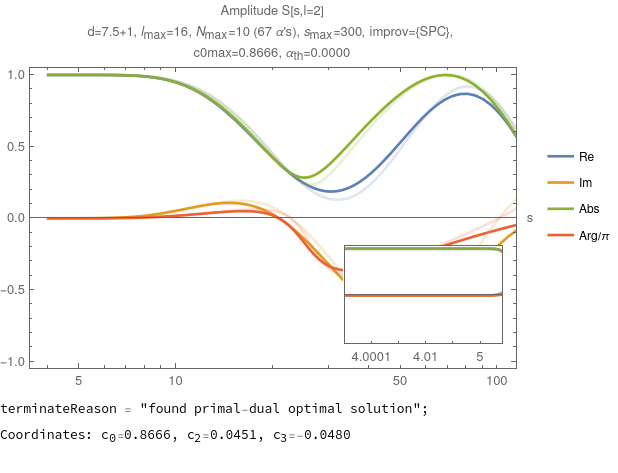 Amplitude S[s,l=2]
d=7.5+1, lmax=16, Nmax=10 (67 α's), smax=300, improv={SPC},
c0max=0.8666, αth=0.0000
1.0
0.5
0.0
-0.5
-1.0
5
10
50
100
s
Re
Im
Abs
Arg/π
4.0001
4.01
5
terminateReason = "found primal-dual optimal solution";
Coordinates: c0=0.8666, c2=0.0451, c3=-0.0480